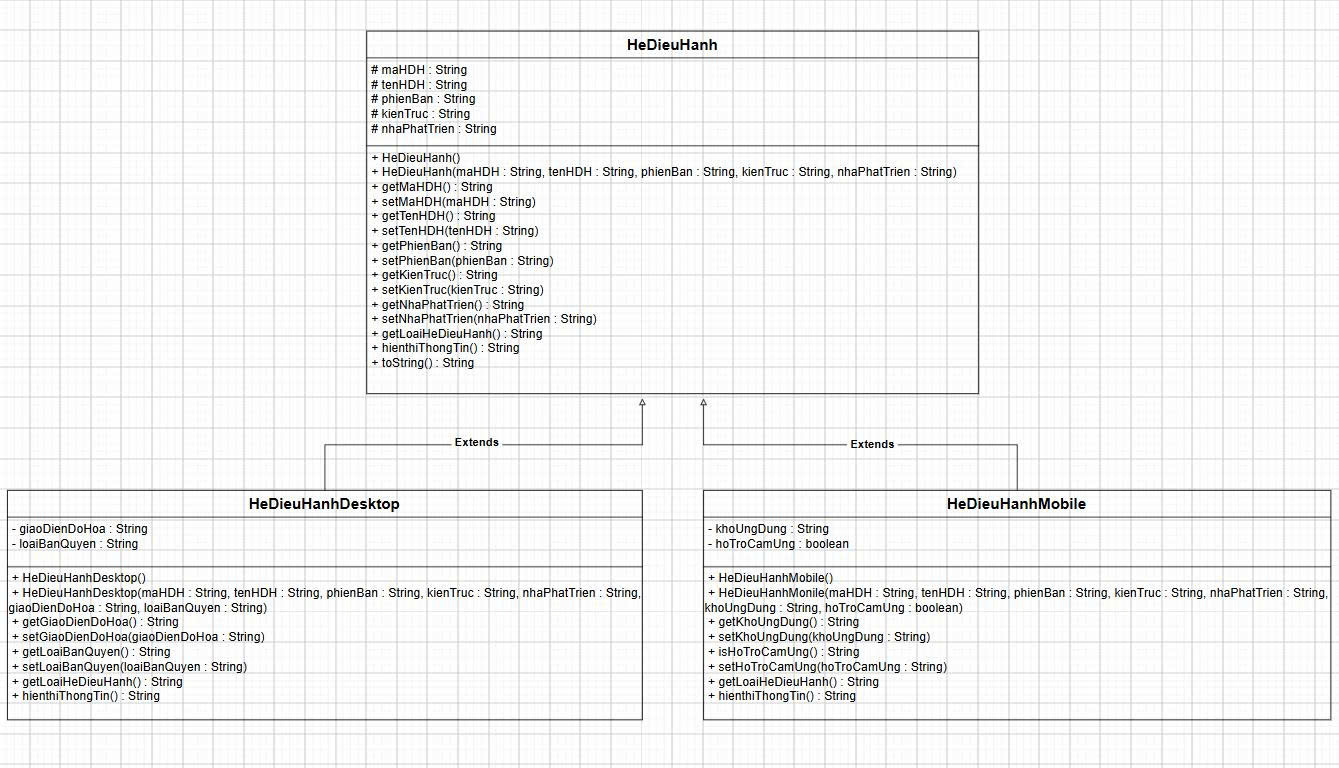 HeDieuHanh
# maHDH : String
# tenHDH : String
# phienBan : String
# kienTruc : String
# nhaPhatTrien : String
+ HeDieuHanh()
+ HeDieuHanh(maHDH : String, tenHDH : String, phienBan : String, kienTruc : String, nhaPhatTrien : String)
+ getMaHDH() : String
+ setMaHDH(maHDH : String)
+ getTenHDH() : String
+ setTenHDH(tenHDH : String)
+ getPhienBan() : String
+ setPhienBan(phienBan : String)
+ getKienTruc() : String
+ setKienTruc(kienTruc : String)
+ getNhaPhatTrien() : String
+ setNhaPhatTrien(nhaPhatTrien : String)
+ getLoaiHeDieuHanh() : String
+ hienthiThongTin() : String
+ toString() : String
Extends
Extends
HeDieuHanhDesktop
- giaoDienDoHoa : String
- loaiBanQuyen : String
+ HeDieuHanhDesktop()
+ HeDieuHanhDesktop(maHDH : String, tenHDH : String, phienBan : String, kienTruc : String, nhaPhatTrien : String,
giaoDienDoHoa : String, loaiBanQuyen : String)
+ getGiaoDienDoHoa() : String
+ setGiaoDienDoHoa(giaoDienDoHoa : String)
+ getLoaiBanQuyen() : String
+ setLoaiBanQuyen(loaiBanQuyen : String)
+ getLoaiHeDieuHanh() : String
+ hienthiThongTin() : String
HeDieuHanhMobile
- khoUngDung : String
- hoTroCamUng : boolean
+ HeDieuHanhMobile()
+ HeDieuHanhMonile(maHDH : String, tenHDH : String, phienBan : String, kienTruc : String, nhaPhatTrien : String,
khoUngDung : String, hoTroCamUng : boolean)
+ getKhoUngDung() : String
+ setKhoUngDung(khoUngDung : String)
+ isHoTroCamUng() : String
+ setHoTroCamUng(hoTroCamUng : String)
+ getLoaiHeDieuHanh() : String
+ hienthiThongTin() : String